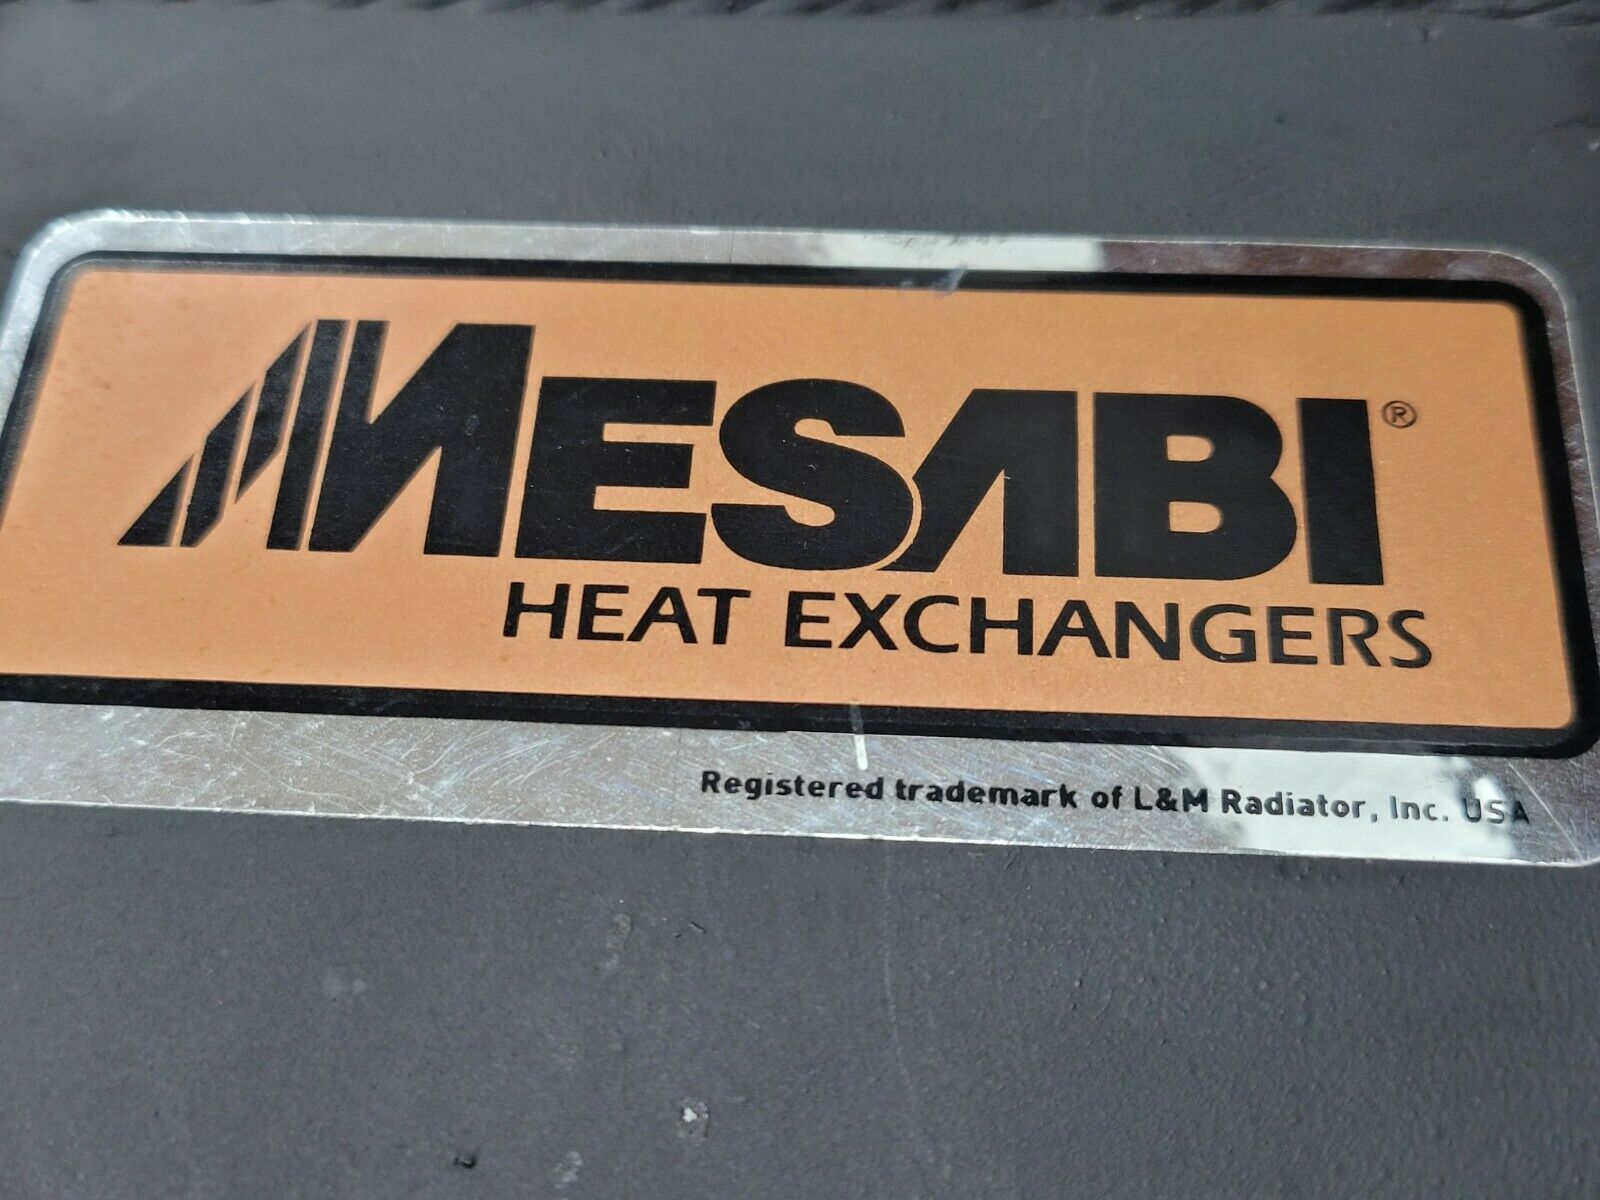 MESABI®
HEAT EXCHANGERS
Registered trademark of L&M Radiator, Inc. USA